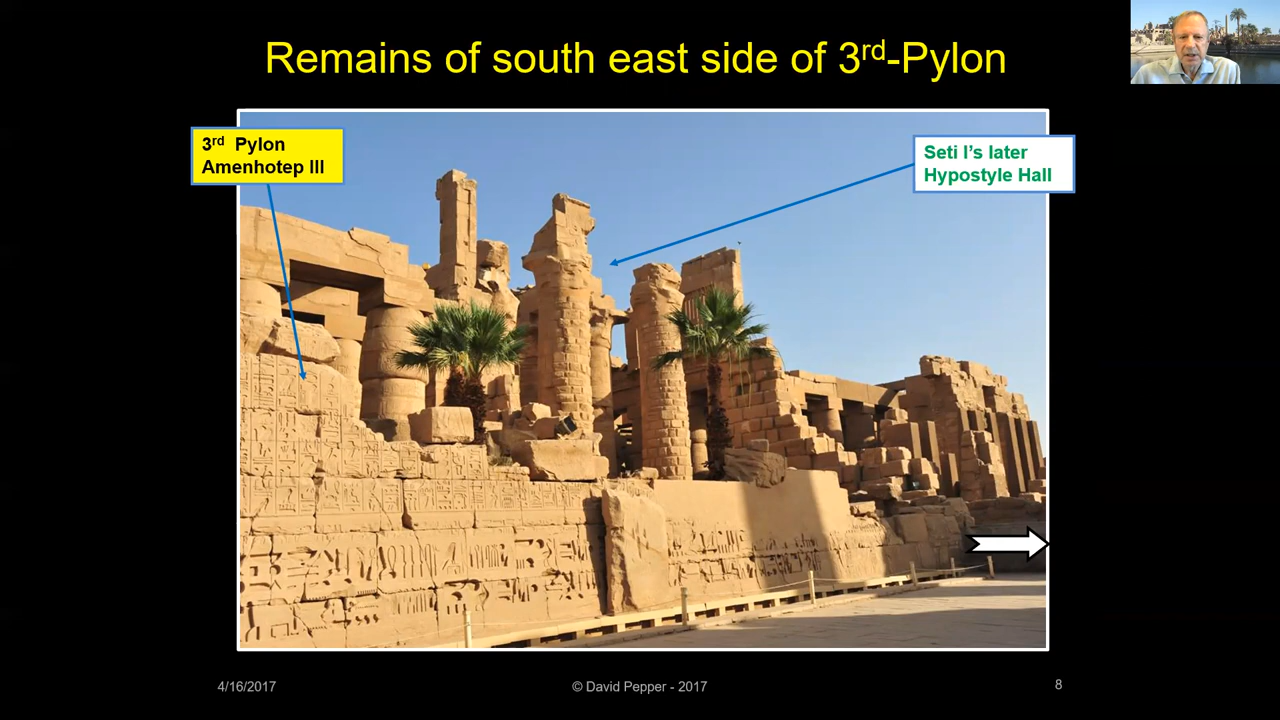 Remains of south east side of 3rd-Pylon
3rd Pylon
Amenhotep III
Seti I's later
Hypostyle Hall
4/16/2017
© David Pepper - 2017
8